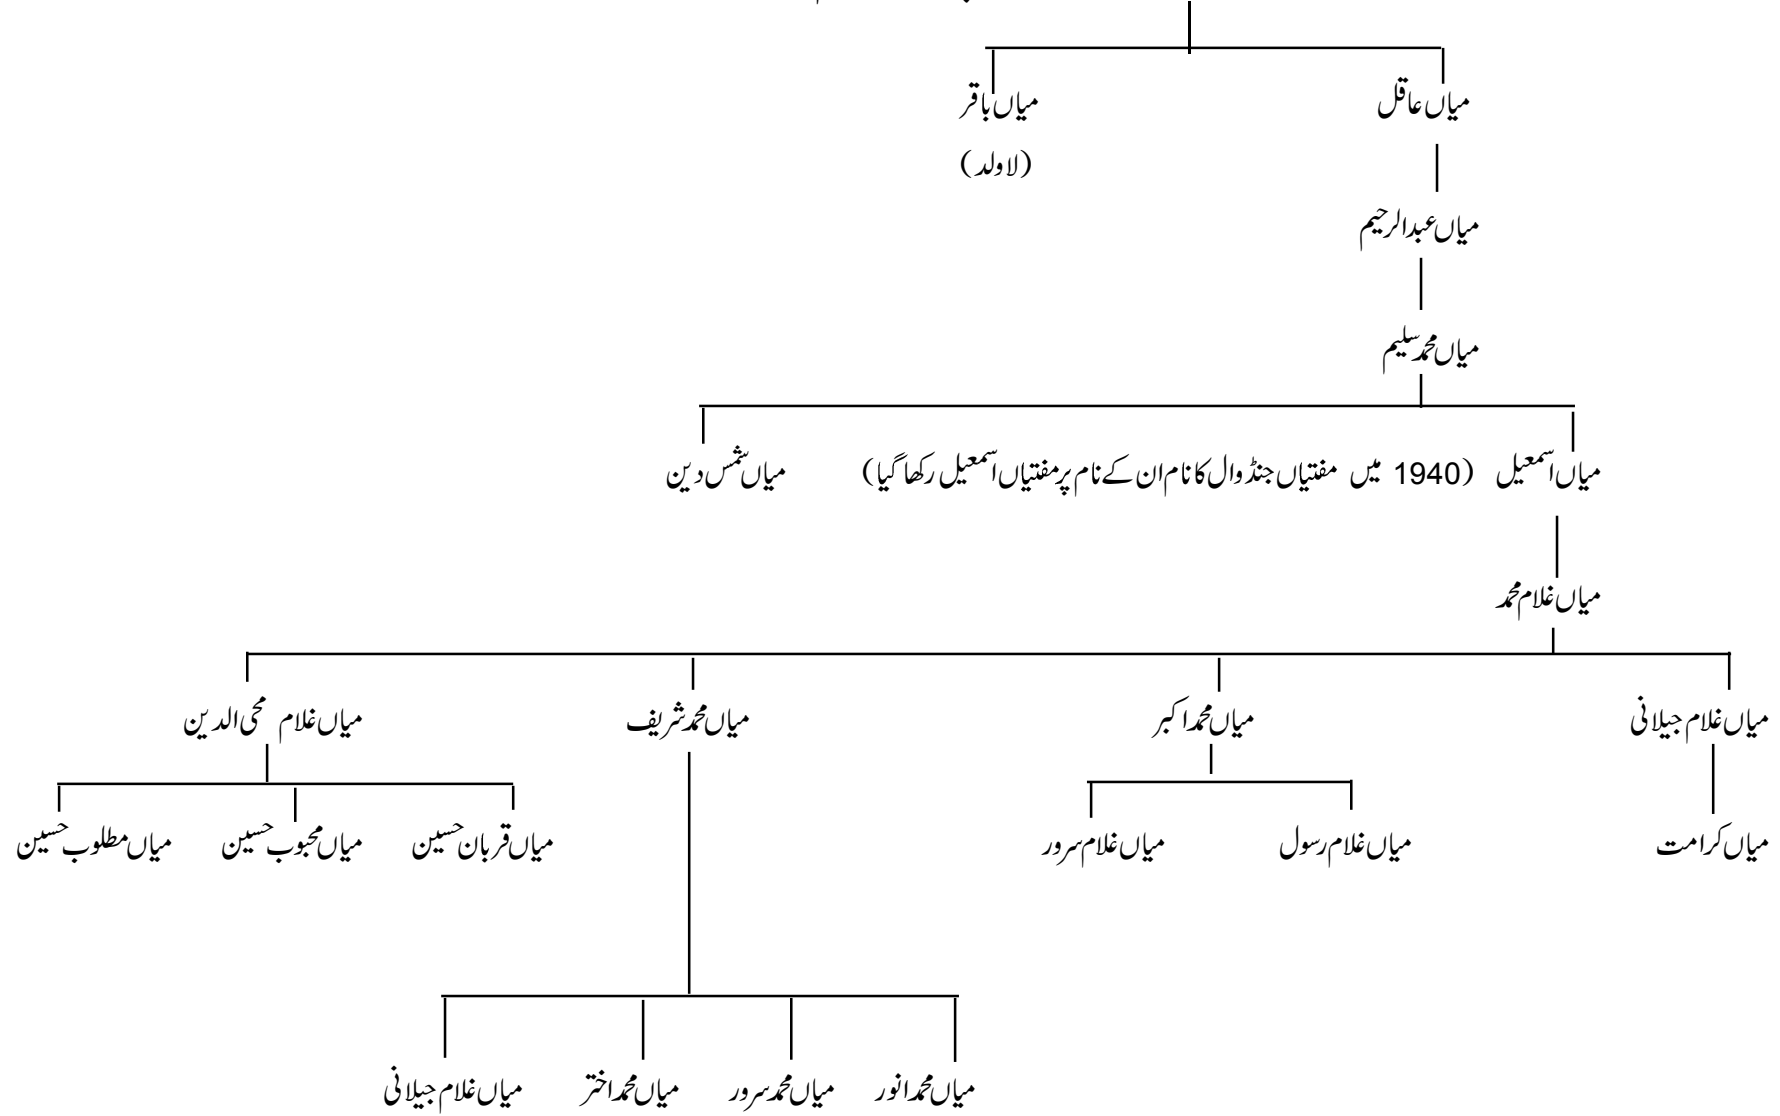 میاں عاقل میاں باقر
(لاولد)
میاں عبدالرحیم
میاں محمد سلیم
میاں اسمعیل (1940 میں مفتیاں جنڈ وال کا نام ان کے نام پر مفتیاں اسمعیل رکھا گیا) میاں شمس دین
میاں غلام محمد
میاں غلام جیلانی میاں محمد اکبر میاں محمد شریف میاں غلام محی الدین
میاں کرامت میاں غلام رسول میاں غلام سرور میاں قربان حسین میاں محبوب حسین میاں مطلوب حسین
میاں محمد انور میاں محمد سرور میاں محمد اختر میاں غلام جیلانی